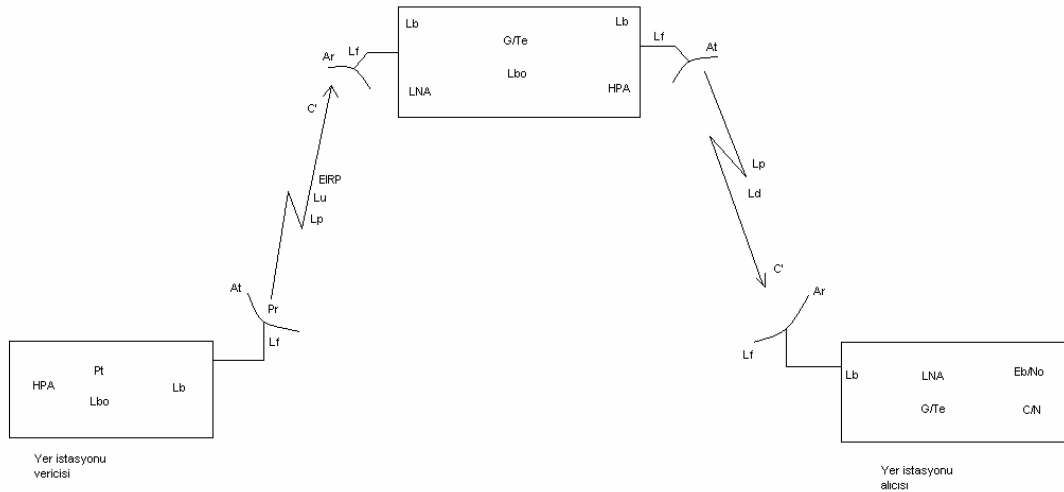 Lb
Lb
Ar
Lf
G/Te
Lf
At
Lbo
LNA
HPA
C'
EIRP
Lu
Lp
Lp
Ld
C'
At
Pr
Lf
Ar
Lf
Pt
HPA
Lb
Lbo
Lb
LNA
Eb/No
G/Te
C/N
Yer istasyonu
vericisi
Yer istasyonu
alıcısı